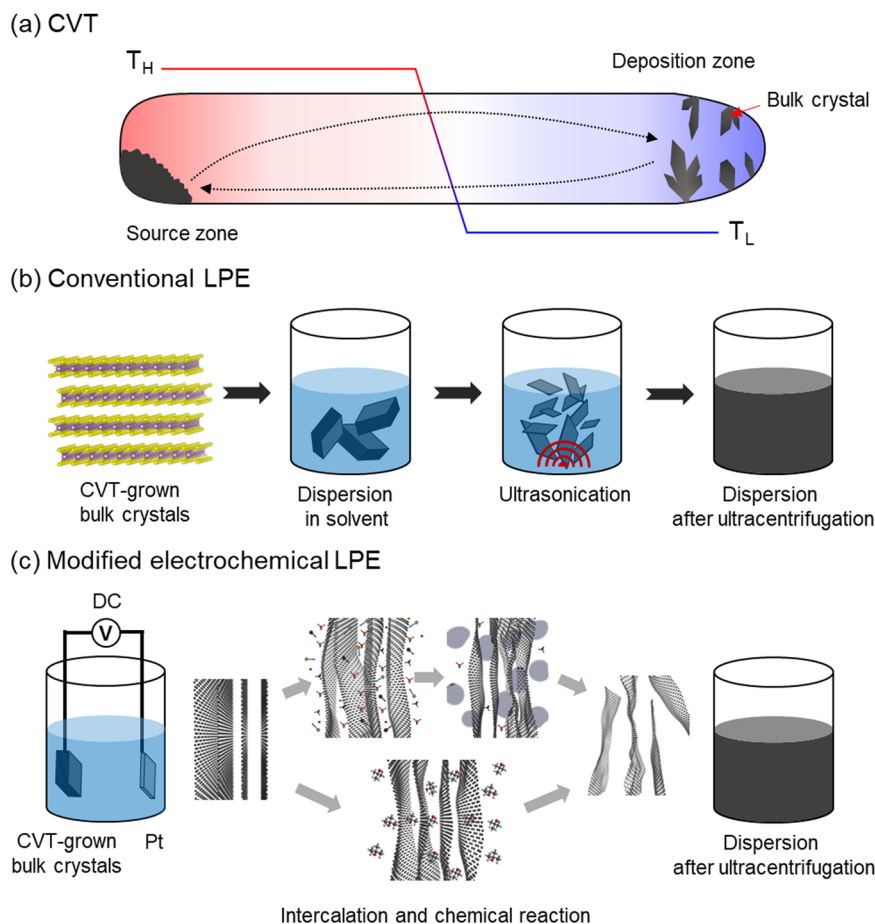 (a) CVT
T_H
Deposition zone
Bulk crystal
Source zone
T_L
(b) Conventional LPE
CVT-grown
bulk crystals
Dispersion
in solvent
Ultrasonication
Dispersion
after ultracentrifugation
(c) Modified electrochemical LPE
DC
V
CVT-grown
bulk crystals
Pt
Dispersion
after ultracentrifugation
Intercalation and chemical reaction